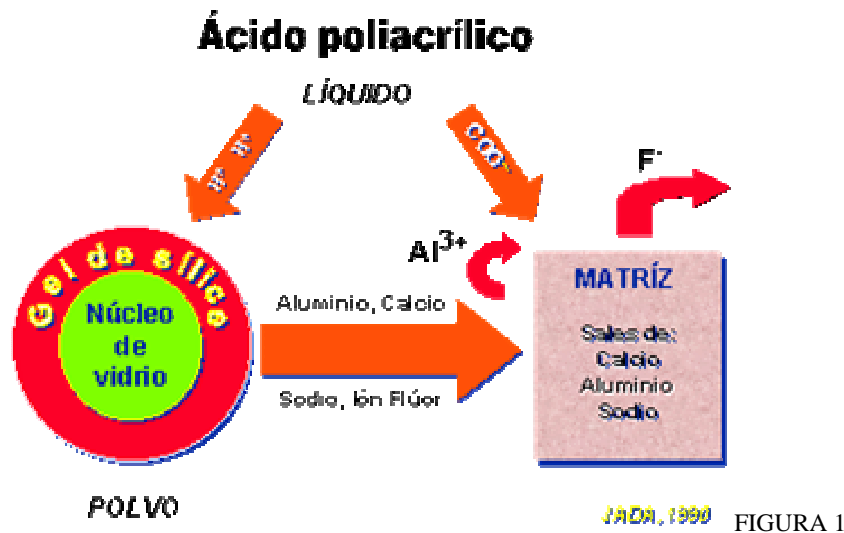 Ácido poliacrílico
LÍQUIDO
H⁺ H⁺
COO⁻
F⁻
Al³⁺
Gel de sílice
Núcleo
de
vidrio
Aluminio, Calcio
Sodio, Ión Flúor
MATRÍZ
Sales de:
Calcio
Aluminio
Sodio
POLVO
JADA, 1990
FIGURA 1